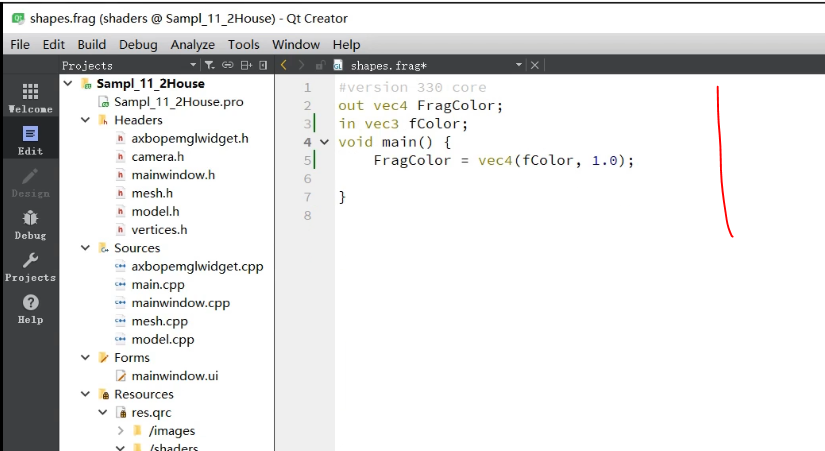 shapes.frag (shaders @ Sampl_11_2House) - Qt Creator
File Edit Build Debug Analyze Tools Window Help
Projects
shapes.frag*
Welcome
Edit
Design
Debug
Projects
Help
Sampl_11_2House
Sampl_11_2House.pro
Headers
axbopemglwidget.h
camera.h
mainwindow.h
mesh.h
model.h
vertices.h
Sources
axbopemglwidget.cpp
main.cpp
mainwindow.cpp
mesh.cpp
model.cpp
Forms
mainwindow.ui
Resources
res.qrc
/images
/shaders
1 #version 330 core
2 out vec4 FragColor;
3 in vec3 fColor;
4 void main() {
5 FragColor = vec4(fColor, 1.0);
6
7 }
8